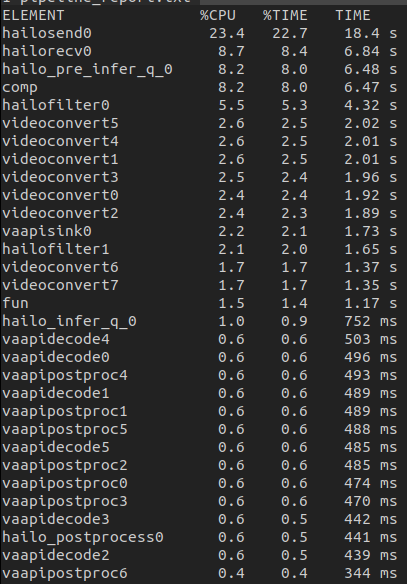 1 pipeline_report.txt
ELEMENT %CPU %TIME TIME
hailosend0 23.4 22.7 18.4 s
hailorecv0 8.7 8.4 6.84 s
hailo_pre_infer_q_0 8.2 8.0 6.48 s
comp 8.2 8.0 6.47 s
hailofilter0 5.5 5.3 4.32 s
videoconvert5 2.6 2.5 2.02 s
videoconvert4 2.6 2.5 2.01 s
videoconvert1 2.6 2.5 2.01 s
videoconvert3 2.5 2.4 1.96 s
videoconvert0 2.4 2.4 1.92 s
videoconvert2 2.4 2.3 1.89 s
vaapisink0 2.2 2.1 1.73 s
hailofilter1 2.1 2.0 1.65 s
videoconvert6 1.7 1.7 1.37 s
videoconvert7 1.7 1.7 1.35 s
fun 1.5 1.4 1.17 s
hailo_infer_q_0 1.0 0.9 752 ms
vaapidecode4 0.6 0.6 503 ms
vaapidecode0 0.6 0.6 496 ms
vaapipostproc4 0.6 0.6 493 ms
vaapidecode1 0.6 0.6 489 ms
vaapipostproc1 0.6 0.6 489 ms
vaapipostproc5 0.6 0.6 488 ms
vaapidecode5 0.6 0.6 485 ms
vaapipostproc2 0.6 0.6 485 ms
vaapipostproc0 0.6 0.6 474 ms
vaapipostproc3 0.6 0.6 470 ms
vaapidecode3 0.6 0.5 442 ms
hailo_postprocess0 0.6 0.5 441 ms
vaapidecode2 0.6 0.5 439 ms
vaapipostproc6 0.4 0.4 344 ms